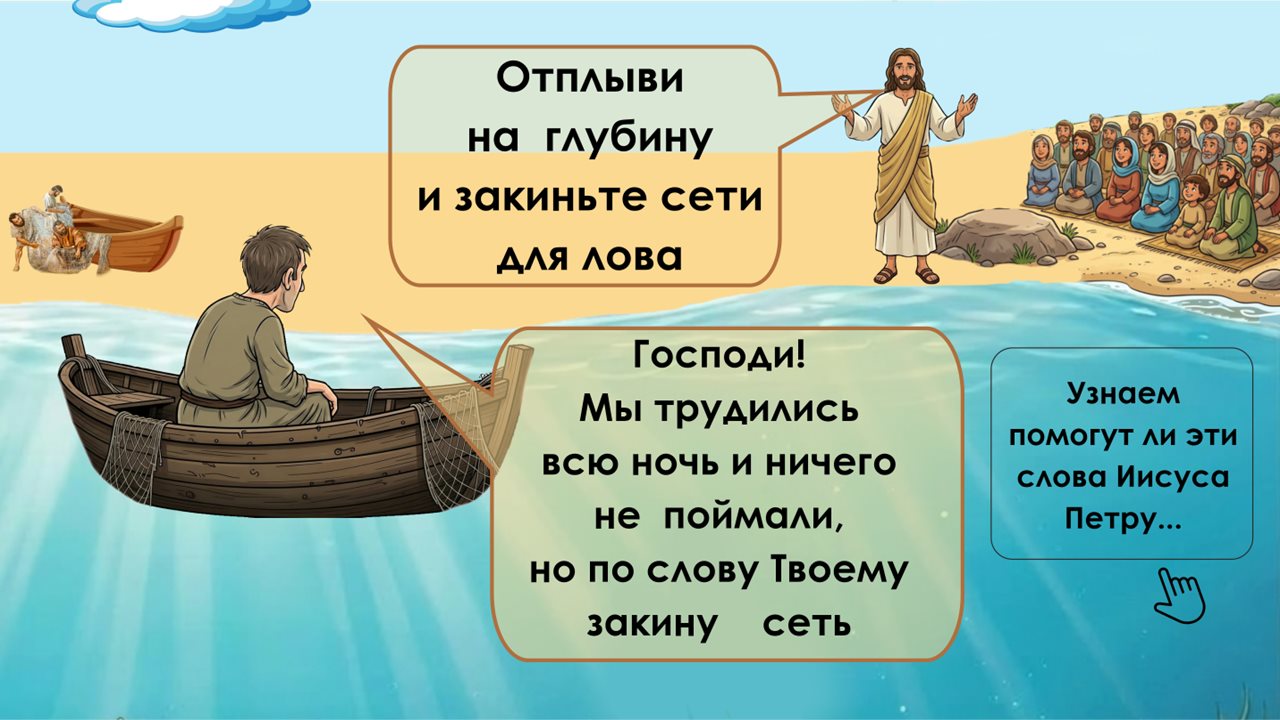 Отплыви
на глубину
и закиньте сети
для лова
Господи!
Мы трудились
всю ночь и ничего
не поймали,
но по слову Твоему
закину сеть
Узнаем
помогут ли эти
слова Иисуса
Петру...